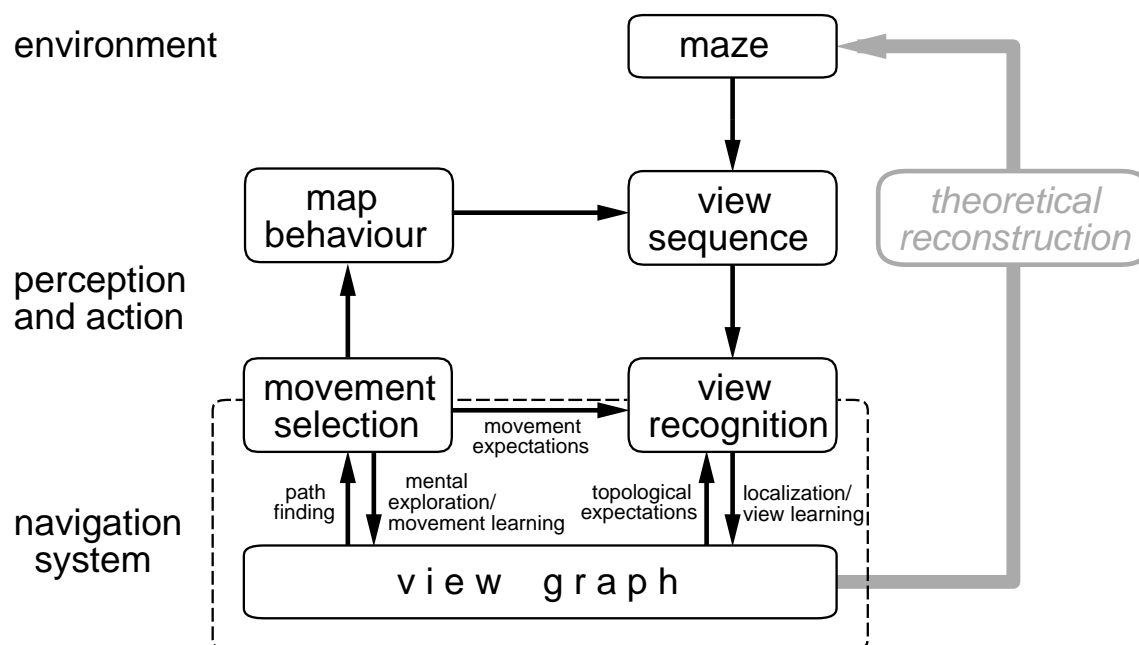 environment
maze
map
behaviour
view
sequence
theoretical
reconstruction
perception
and action
movement
selection
view
recognition
movement
expectations
path
finding
mental
exploration/
movement learning
topological
expectations
localization/
view learning
navigation
system
view graph